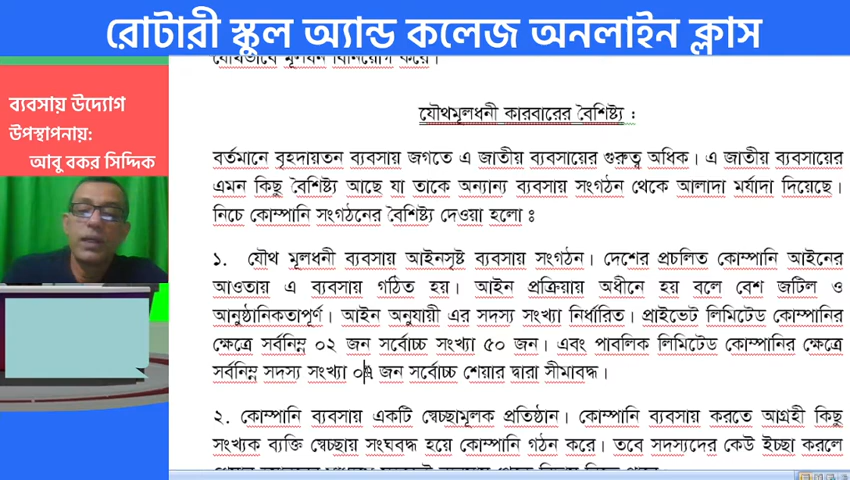 রোটারী স্কুল অ্যান্ড কলেজ অনলাইন ক্লাস
যৌথভাবে মূলধন বিনিয়োগ করে।
ব্যবসায় উদ্যোগ
উপস্থাপনায়:
আবু বকর সিদ্দিক
যৌথমূলধনী কারবারের বৈশিষ্ট্য :
বর্তমানে বৃহদায়তন ব্যবসায় জগতে এ জাতীয় ব্যবসায়ের গুরুত্ব অধিক। এ জাতীয় ব্যবসায়ের
এমন কিছু বৈশিষ্ট্য আছে যা তাকে অন্যান্য ব্যবসায় সংগঠন থেকে আলাদা মর্যাদা দিয়েছে।
নিচে কোম্পানি সংগঠনের বৈশিষ্ট্য দেওয়া হলো ঃ
১. যৌথ মূলধনী ব্যবসায় আইনসৃষ্ট ব্যবসায় সংগঠন। দেশের প্রচলিত কোম্পানি আইনের
আওতায় এ ব্যবসায় গঠিত হয়। আইন প্রক্রিয়ায় অধীনে হয় বলে বেশ জটিল ও
আনুষ্ঠানিকতাপূর্ণ। আইন অনুযায়ী এর সদস্য সংখ্যা নির্ধারিত। প্রাইভেট লিমিটেড কোম্পানির
ক্ষেত্রে সর্বনিম্ন ০২ জন সর্বোচ্চ সংখ্যা ৫০ জন। এবং পাবলিক লিমিটেড কোম্পানির ক্ষেত্রে
সর্বনিম্ন সদস্য সংখ্যা জন সর্বোচ্চ শেয়ার দ্বারা সীমাবদ্ধ।
২. কোম্পানি ব্যবসায় একটি স্বেচ্ছামূলক প্রতিষ্ঠান। কোম্পানি ব্যবসায় করতে আগ্রহী কিছু
সংখ্যক ব্যক্তি স্বেচ্ছায় সংঘবদ্ধ হয়ে কোম্পানি গঠন করে। তবে সদস্যদের কেউ ইচ্ছা করলে